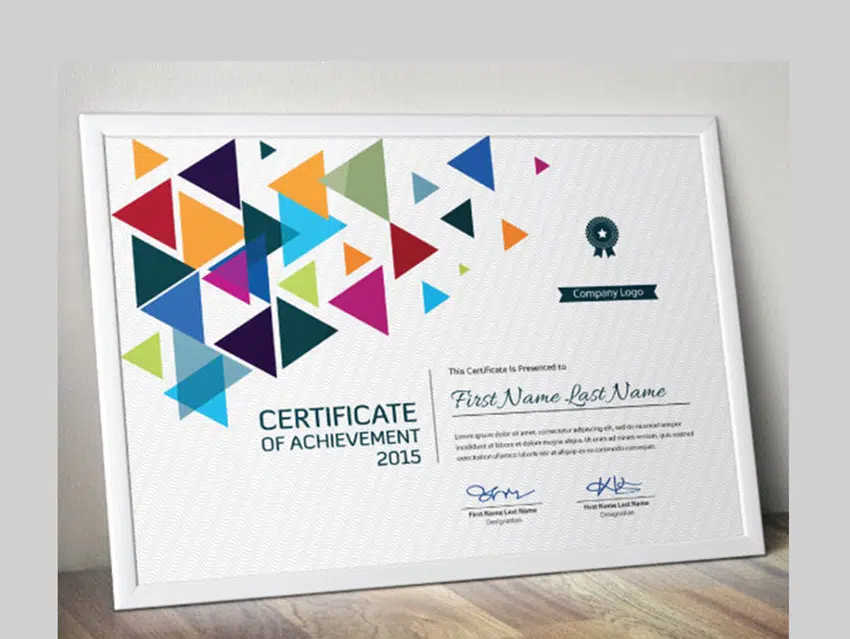 Company Logo
This Certificate Is Presented to
First Name Last Name
CERTIFICATE
OF ACHIEVEMENT
2015
Lorem ipsum dolor sit amet, consectetur adipiscing elit, sed do eiusmod tempor
incididunt ut labore et dolore magna aliqua. Ut enim ad veniam, quis nostrud
exercitation ullamco laboris nisi ut aliquip ex ea commodo consequat.
First Name Last Name
Designation
First Name Last Name
Designation